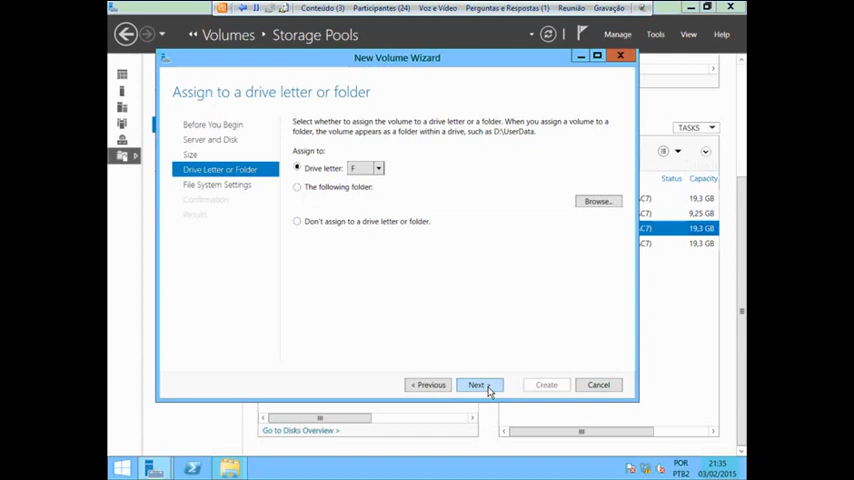 Conteúdo (3) Participantes (24) Voz e Vídeo Perguntas e Respostas (1) Reunião Gravação
Volumes Storage Pools
Manage Tools View Help
New Volume Wizard
Assign to a drive letter or folder
Before You Begin
Server and Disk
Size
Drive Letter or Folder
File System Settings
Confirmation
Results
Select whether to assign the volume to a drive letter or a folder. When you assign a volume to a
folder, the volume appears as a folder within a drive, such as D:\UserData.
Assign to:
Drive letter: F
The following folder:
Browse...
Don't assign to a drive letter or folder.
< Previous Next > Create Cancel
TASKS
Status Capacity
AC7) 19,3 GB
AC7) 9,25 GB
AC7) 19,3 GB
AC7) 19,3 GB
Go to Disks Overview >
POR
PTB2
21:35
03/02/2015